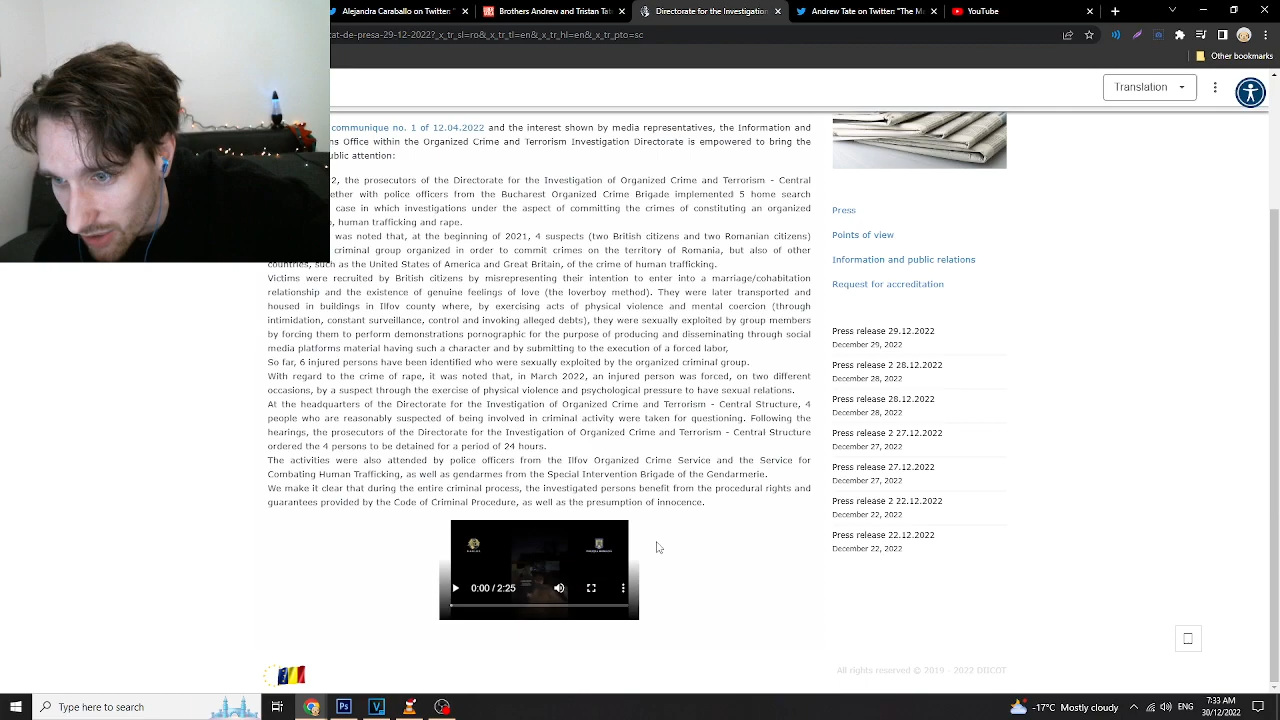 Alejandra Caraballo
Brothers Andrew and Tristan Tat
Directorate for the Investigation
Andrew Tate on Twitter: "The Ma
YouTube
-de-presa-29-12-2022?_x_tr_sl=ro&_x_tr_tl=en&_x_tr_hl=en&_x_tr_pto=sc
Other bookmarks
Translation
communique no. 1 of 12.04.2022 and the interest shown by media representatives, the Information and
ns Office within the Organized Crime and Terrorism Investigation Directorate is empowered to bring the
ublic attention:
2, the prosecutors of the Directorate for the Investigation of Organized Crime and Terrorism - Central
ether with police officers from Bucharest Organized Crime Brigade implemented 5 home search
case in which investigations under the aspect of committing the crimes of constituting an organized
, human trafficking and rape.
was noted that, at the beginning of 2021, 4 suspects (two British citizens and two Romanian citizens)
criminal group organized in order to commit crimes on the territory of Romania, but also of other
countries, such as the United States of America and Great Britain, of the crime of human trafficking.
Victims were recruited by British citizens by misrepresenting their intention to enter into a marriage/cohabitation
relationship and the existence of genuine feelings of love (the loverboy method). They were later transported and
housed in buildings in Ilfov county where, by exercising acts of physical violence and mental coercion (through
intimidation, constant surveillance, control and invoking alleged debts), they were sexually exploited by group members
by forcing them to perform demonstrations pornographic for the purpose of producing and disseminating through social
media platforms material having such a character and by submitting to the execution of a forced labor,
So far, 6 injured persons have been identified who were sexually exploited by the organized criminal group.
With regard to the crime of rape, it was noted that, in March 2022, an injured person was forced, on two different
occasions, by a suspect through the exercise of physical violence and psychological pressure to have sexual relations.
At the headquarters of the Directorate for the Investigation of Organized Crime and Terrorism - Central Structure, 4
people who are reasonably suspected of being involved in criminal activity were taken for questioning. Following the
hearings, the prosecutors of the Directorate for the Investigation of Organized Crime and Terrorism - Central Structure
ordered the 4 persons to be detained for a period of 24 hours.
The activities were also attended by police officers from the Ilfov Organized Crime Service and the Service for
Combating Human Trafficking, as well as gendarmes from the Special Intervention Brigade of the Gendarmerie.
We make it clear that during the entire criminal process, the investigated persons benefit from the procedural rights and
guarantees provided by the Code of Criminal Procedure, as well as the presumption of innocence.
0:00 / 2:25
Press
Points of view
Information and public relations
Request for accreditation
Press release 29.12.2022
December 29, 2022
Press release 2 28.12.2022
December 28, 2022
Press release 28.12.2022
December 28, 2022
Press release 2 27.12.2022
December 27, 2022
Press release 27.12.2022
December 27, 2022
Press release 2 22.12.2022
December 22, 2022
Press release 22.12.2022
December 22, 2022
All rights reserved © 2019 - 2022 DIICOT
Type here to search
11°C Mostly cloudy
7:33 AM
30/12/2022